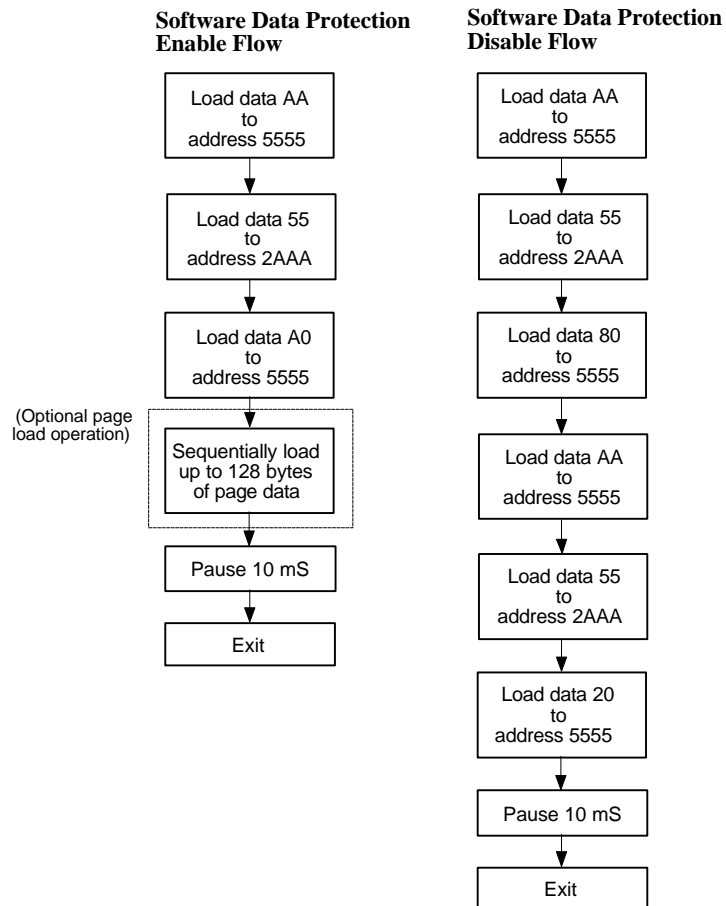 Software Data Protection
Enable Flow
Load data AA
to
address 5555
Load data 55
to
address 2AAA
Load data A0
to
address 5555
(Optional page
load operation)
Sequentially load
up to 128 bytes
of page data
Pause 10 mS
Exit
Software Data Protection
Disable Flow
Load data AA
to
address 5555
Load data 55
to
address 2AAA
Load data 80
to
address 5555
Load data AA
to
address 5555
Load data 55
to
address 2AAA
Load data 20
to
address 5555
Pause 10 mS
Exit